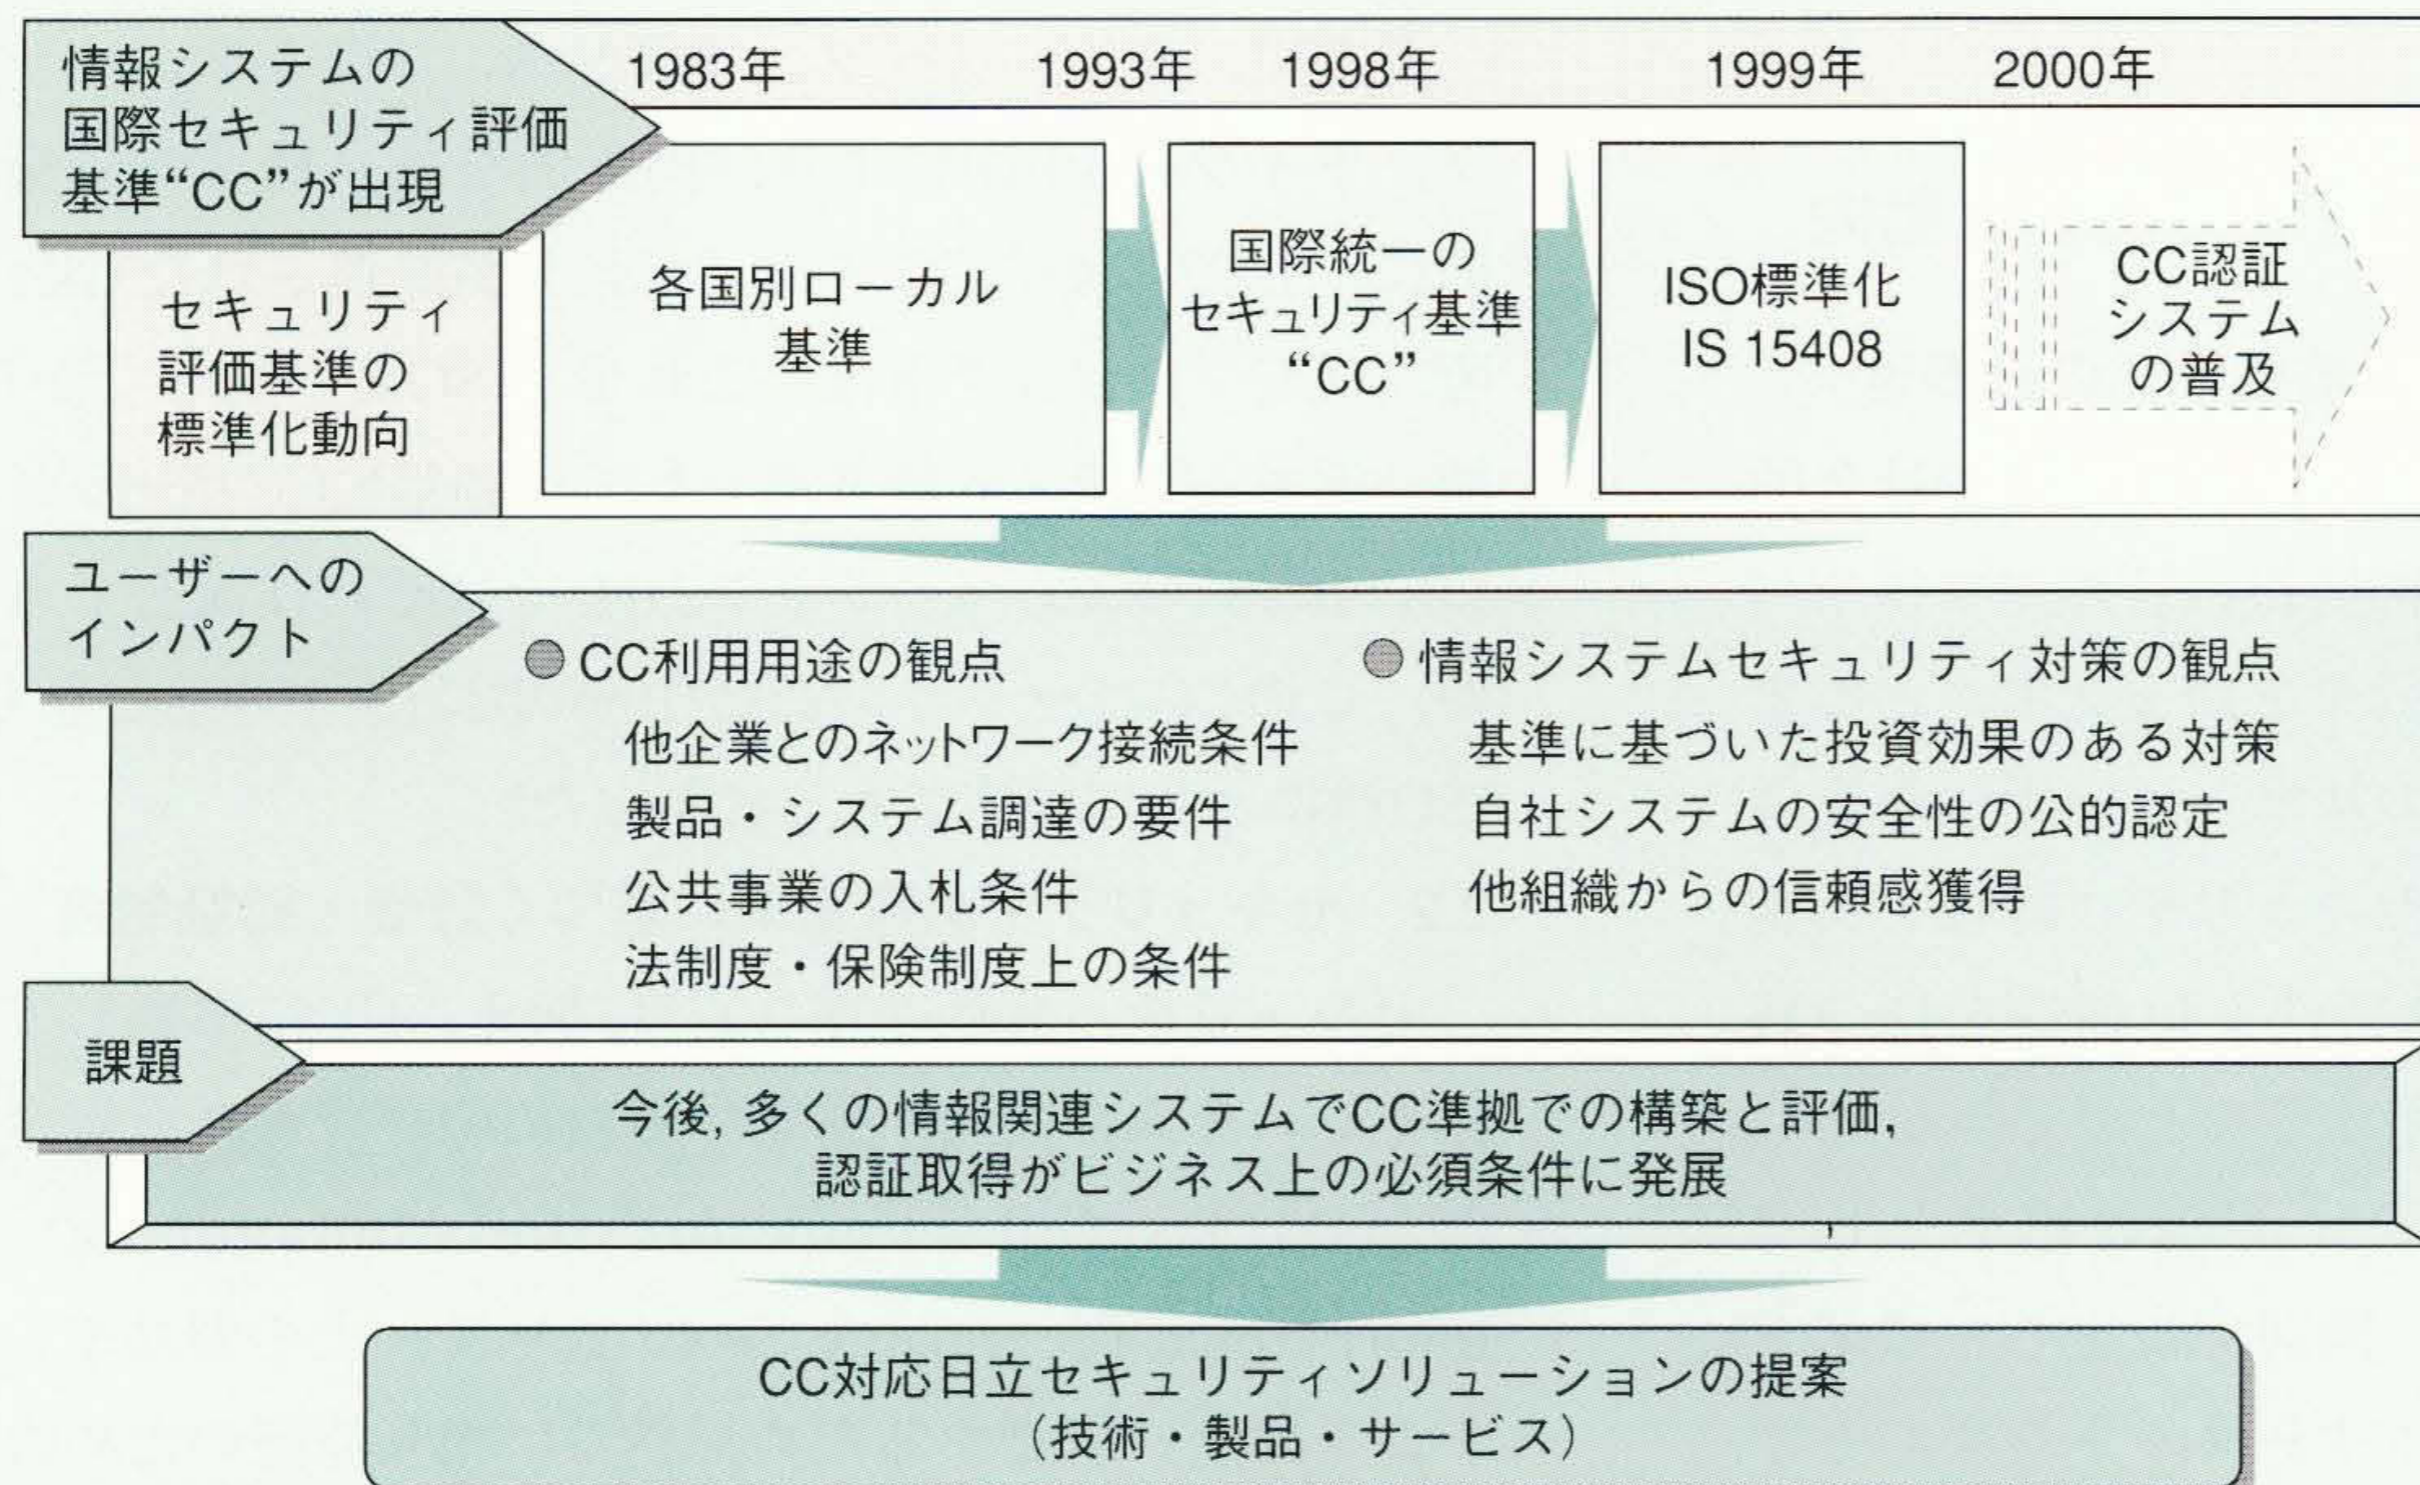 情報システムの
国際セキュリティ評価
基準“CC”が出現
1983年 1993年 1998年 1999年 2000年
セキュリティ
評価基準の
標準化動向
各国別ローカル
基準
国際統一の
セキュリティ基準
“CC”
ISO標準化
IS 15408
CC認証
システム
の普及
ユーザーへの
インパクト
●CC利用用途の観点
他企業とのネットワーク接続条件
製品・システム調達の要件
公共事業の入札条件
法制度・保険制度上の条件
●情報システムセキュリティ対策の観点
基準に基づいた投資効果のある対策
自社システムの安全性の公的認定
他組織からの信頼感獲得
課題
今後, 多くの情報関連システムでCC準拠での構築と評価,
認証取得がビジネス上の必須条件に発展
CC対応日立セキュリティソリューションの提案
（技術・製品・サービス）